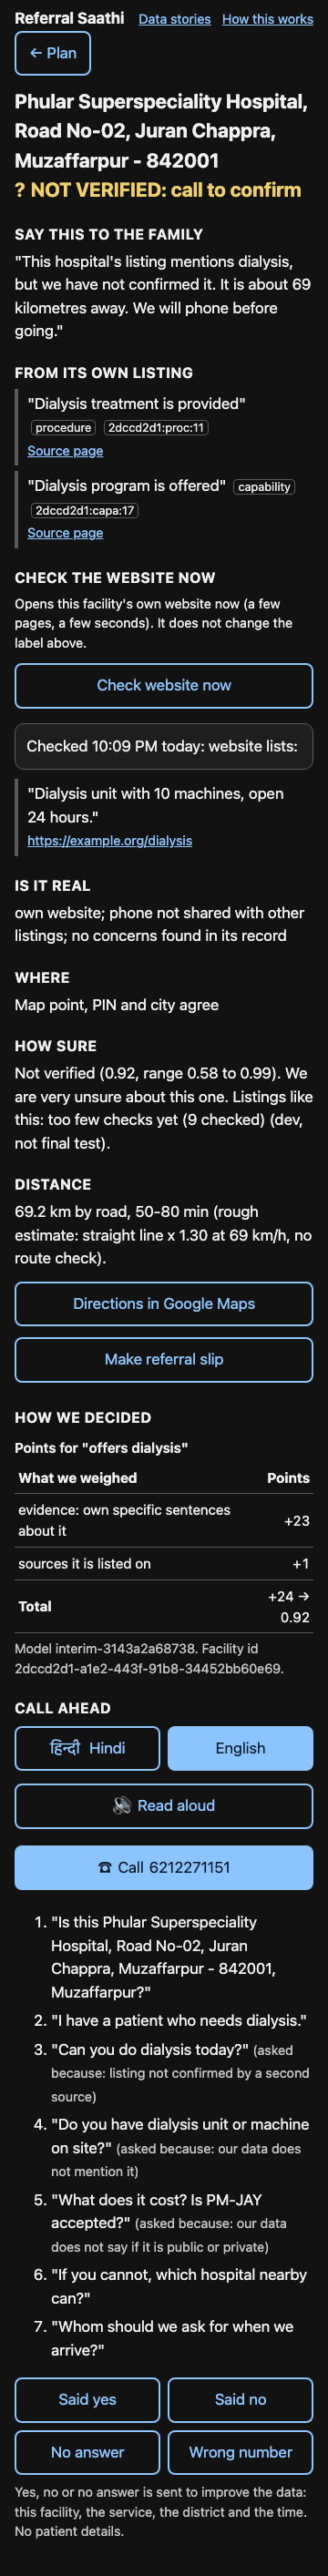 Referral Saathi Data stories How this works
← Plan
Phular Superspeciality Hospital,
Road No-02, Juran Chappra,
Muzaffarpur - 842001
? NOT VERIFIED: call to confirm
SAY THIS TO THE FAMILY
"This hospital's listing mentions dialysis,
but we have not confirmed it. It is about 69
kilometres away. We will phone before
going."
FROM ITS OWN LISTING
"Dialysis treatment is provided"
procedure 2dccd2d1:proc:11
Source page
"Dialysis program is offered" capability
2dccd2d1:capa:17
Source page
CHECK THE WEBSITE NOW
Opens this facility's own website now (a few
pages, a few seconds). It does not change the
label above.
Check website now
Checked 10:09 PM today: website lists:
"Dialysis unit with 10 machines, open
24 hours."
https://example.org/dialysis
IS IT REAL
own website; phone not shared with other
listings; no concerns found in its record
WHERE
Map point, PIN and city agree
HOW SURE
Not verified (0.92, range 0.58 to 0.99). We
are very unsure about this one. Listings like
this: too few checks yet (9 checked) (dev,
not final test).
DISTANCE
69.2 km by road, 50-80 min (rough
estimate: straight line x 1.30 at 69 km/h, no
route check).
Directions in Google Maps
Make referral slip
HOW WE DECIDED
Points for "offers dialysis"
What we weighed Points
evidence: own specific sentences
about it +23
sources it is listed on +1
Total +24 →
0.92
Model interim-3143a2a68738. Facility id
2dccd2d1-a1e2-443f-91b8-34452bb60e69.
CALL AHEAD
हिन्दी Hindi English
🔊 Read aloud
☎ Call 6212271151
1. "Is this Phular Superspeciality
Hospital, Road No-02, Juran
Chappra, Muzaffarpur - 842001,
Muzaffarpur?"
2. "I have a patient who needs dialysis."
3. "Can you do dialysis today?" (asked
because: listing not confirmed by a second
source)
4. "Do you have dialysis unit or machine
on site?" (asked because: our data does
not mention it)
5. "What does it cost? Is PM-JAY
accepted?" (asked because: our data
does not say if it is public or private)
6. "If you cannot, which hospital nearby
can?"
7. "Whom should we ask for when we
arrive?"
Said yes Said no
No answer Wrong number
Yes, no or no answer is sent to improve the data:
this facility, the service, the district and the time.
No patient details.